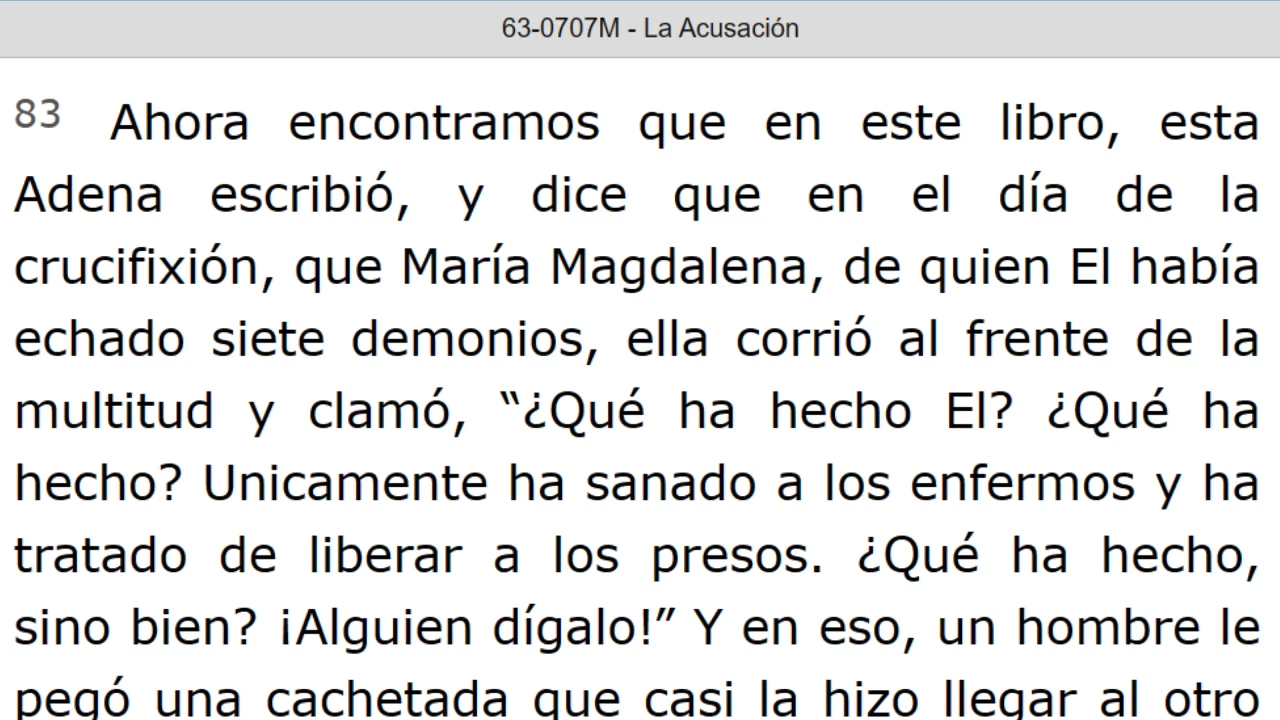 63-0707M - La Acusación
83 Ahora encontramos que en este libro, esta
Adena escribió, y dice que en el día de la
crucifixión, que María Magdalena, de quien El había
echado siete demonios, ella corrió al frente de la
multitud y clamó, “¿Qué ha hecho El? ¿Qué ha
hecho? Unicamente ha sanado a los enfermos y ha
tratado de liberar a los presos. ¿Qué ha hecho,
sino bien? ¡Alguien dígalo!” Y en eso, un hombre le
pegó una cachetada que casi la hizo llegar al otro